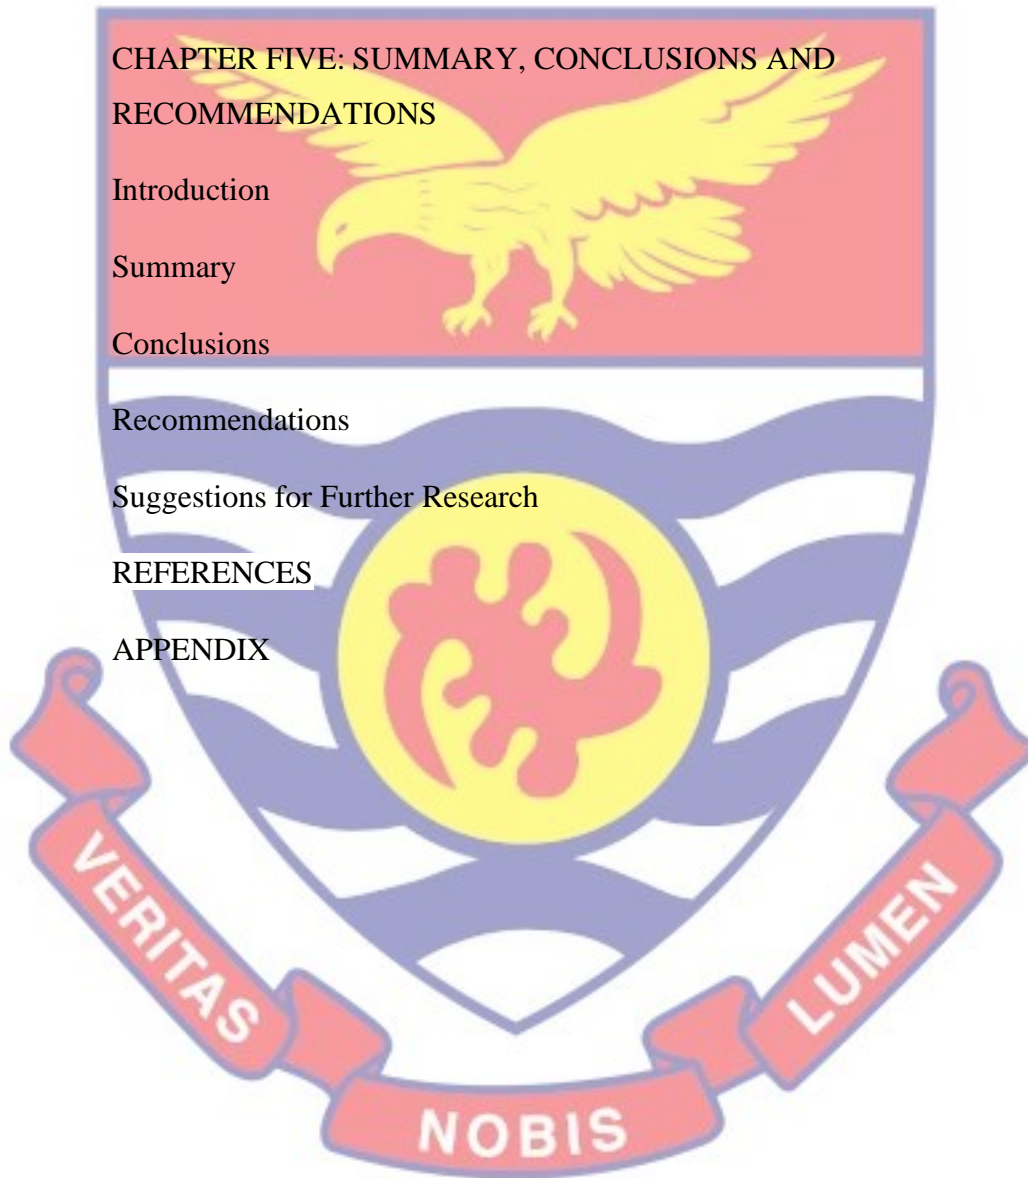 CHAPTER FIVE: SUMMARY, CONCLUSIONS AND
RECOMMENDATIONS
Introduction
Summary
Conclusions
Recommendations
Suggestions for Further Research
REFERENCES
APPENDIX
VERITAS
NOBIS
LUMEN